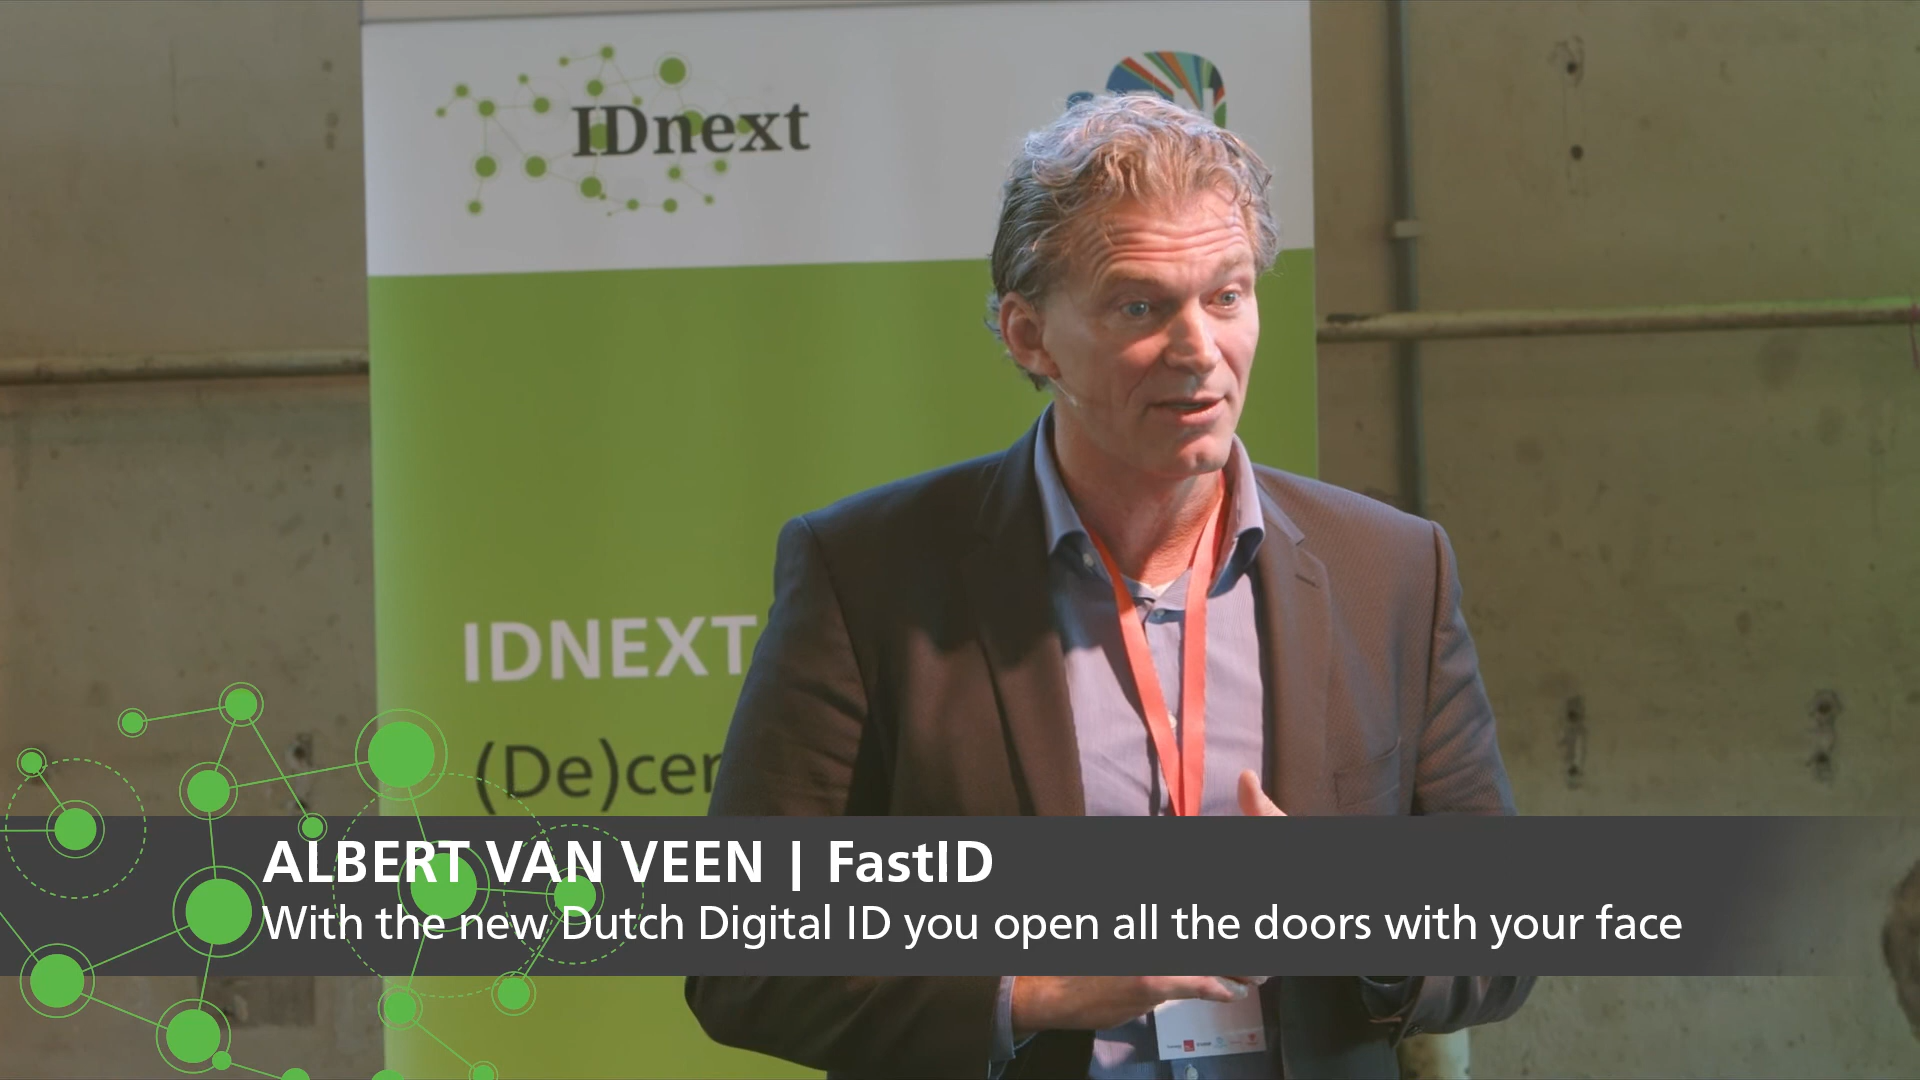 IDnext
IDNEXT
(De)cen
ALBERT VAN VEEN | FastID
With the new Dutch Digital ID you open all the doors with your face